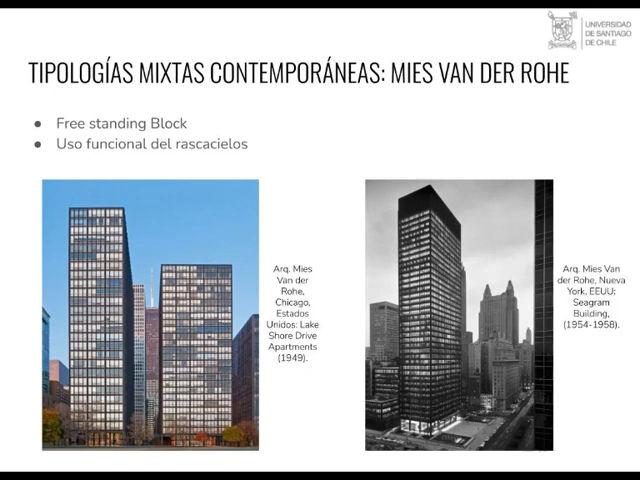 UNIVERSIDAD
DE SANTIAGO
DE CHILE
TIPOLOGÍAS MIXTAS CONTEMPORÁNEAS: MIES VAN DER ROHE
● Free standing Block
● Uso funcional del rascacielos
Arq. Mies
Van der
Rohe,
Chicago,
Estados
Unidos: Lake
Shore Drive
Apartments
(1949).
Arq. Mies Van
der Rohe, Nueva
York, EEUU:
Seagram
Building,
(1954-1958).